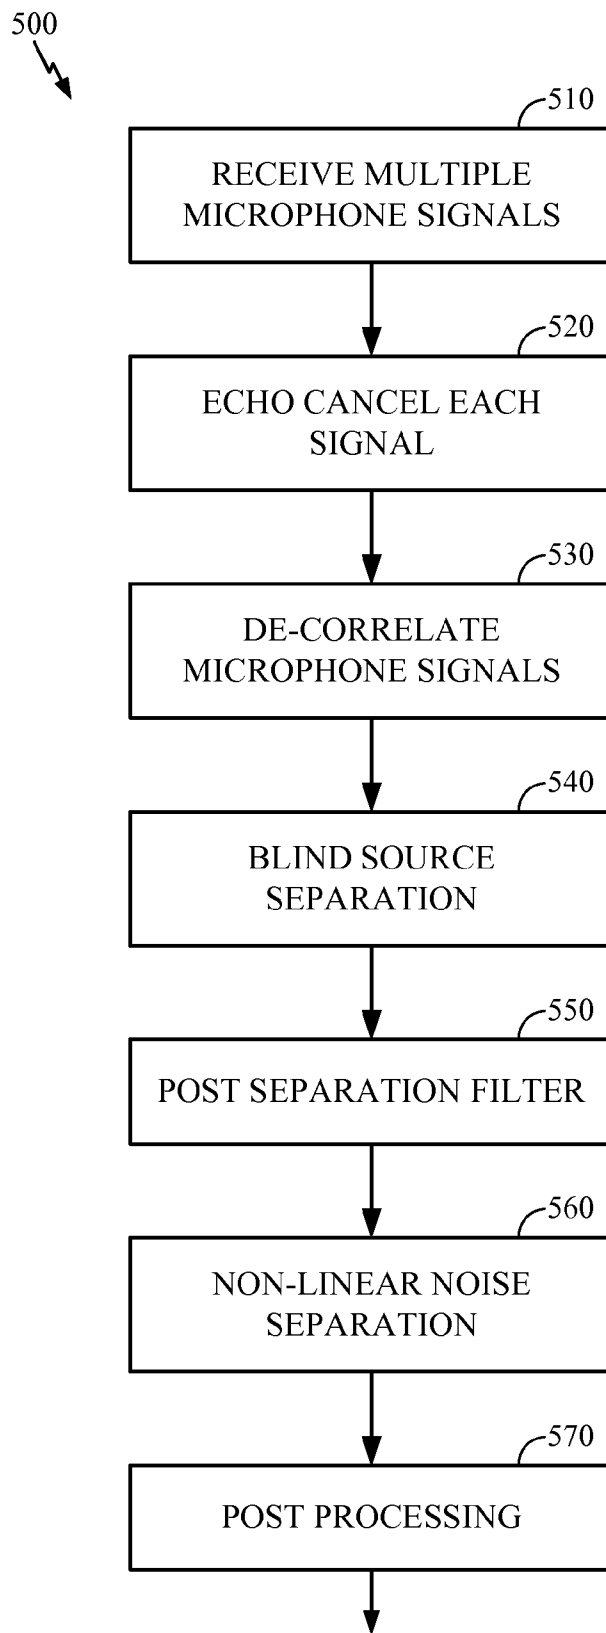 500
510
RECEIVE MULTIPLE
MICROPHONE SIGNALS
520
ECHO CANCEL EACH
SIGNAL
530
DE-CORRELATE
MICROPHONE SIGNALS
540
BLIND SOURCE
SEPARATION
550
POST SEPARATION FILTER
560
NON-LINEAR NOISE
SEPARATION
570
POST PROCESSING